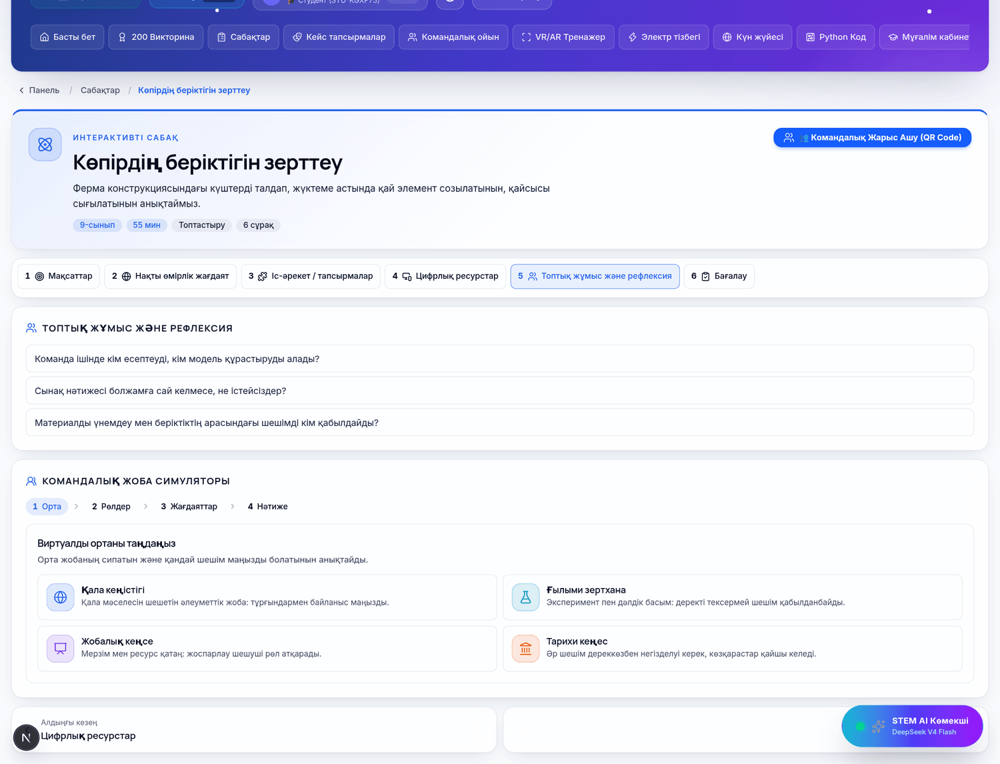 Студент (STU-KGXP73)
Басты бет
200 Викторина
Сабақтар
Кейс тапсырмалар
Командалық ойын
VR/AR Тренажер
Электр тізбегі
Күн жүйесі
Python Код
Мұғалім кабине
Панель / Сабақтар / Көпірдің беріктігін зерттеу
ИНТЕРАКТИВТІ САБАҚ
Командалық Жарыс Ашу (QR Code)
Көпірдің беріктігін зерттеу
Ферма конструкциясындағы күштерді талдап, жүктеме астында қай элемент созылатынын, қайсысы
сығылатынын анықтаймыз.
9-сынып
55 мин
Топтастыру
6 сұрақ
1 Мақсаттар
2 Нақты өмірлік жағдаят
3 Іс-әрекет / тапсырмалар
4 Цифрлық ресурстар
5 Топтық жұмыс және рефлексия
6 Бағалау
ТОПТЫҚ ЖҰМЫС ЖӘНЕ РЕФЛЕКСИЯ
Команда ішінде кім есептеуді, кім модель құрастыруды алады?
Сынақ нәтижесі болжамға сай келмесе, не істейсіздер?
Материалды үнемдеу мен беріктіктің арасындағы шешімді кім қабылдайды?
КОМАНДАЛЫҚ ЖОБА СИМУЛЯТОРЫ
1 Орта
2 Рөлдер
3 Жағдаяттар
4 Нәтиже
Виртуалды ортаны таңдаңыз
Орта жобаның сипатын және қандай шешім маңызды болатынын анықтайды.
Қала кеңістігі
Қала мәселесін шешетін әлеуметтік жоба: тұрғындармен байланыс маңызды.
Ғылыми зертхана
Эксперимент пен дәлдік басым: деректі тексермей шешім қабылданбайды.
Жобалық кеңсе
Мерзім мен ресурс қатаң: жоспарлау шешуші рөл атқарады.
Тарихи кеңес
Әр шешім дереккөзбен негізделуі керек, көзқарастар қайшы келеді.
Алдыңғы кезең
Цифрлық ресурстар
N
STEM AI Көмекші
DeepSeek V4 Flash